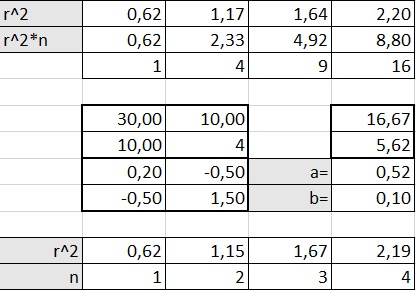 r^2 0,62 1,17 1,64 2,20
r^2*n 0,62 2,33 4,92 8,80
1 4 9 16
30,00 10,00 16,67
10,00 4 5,62
0,20 -0,50 a= 0,52
-0,50 1,50 b= 0,10
r^2 0,62 1,15 1,67 2,19
n 1 2 3 4